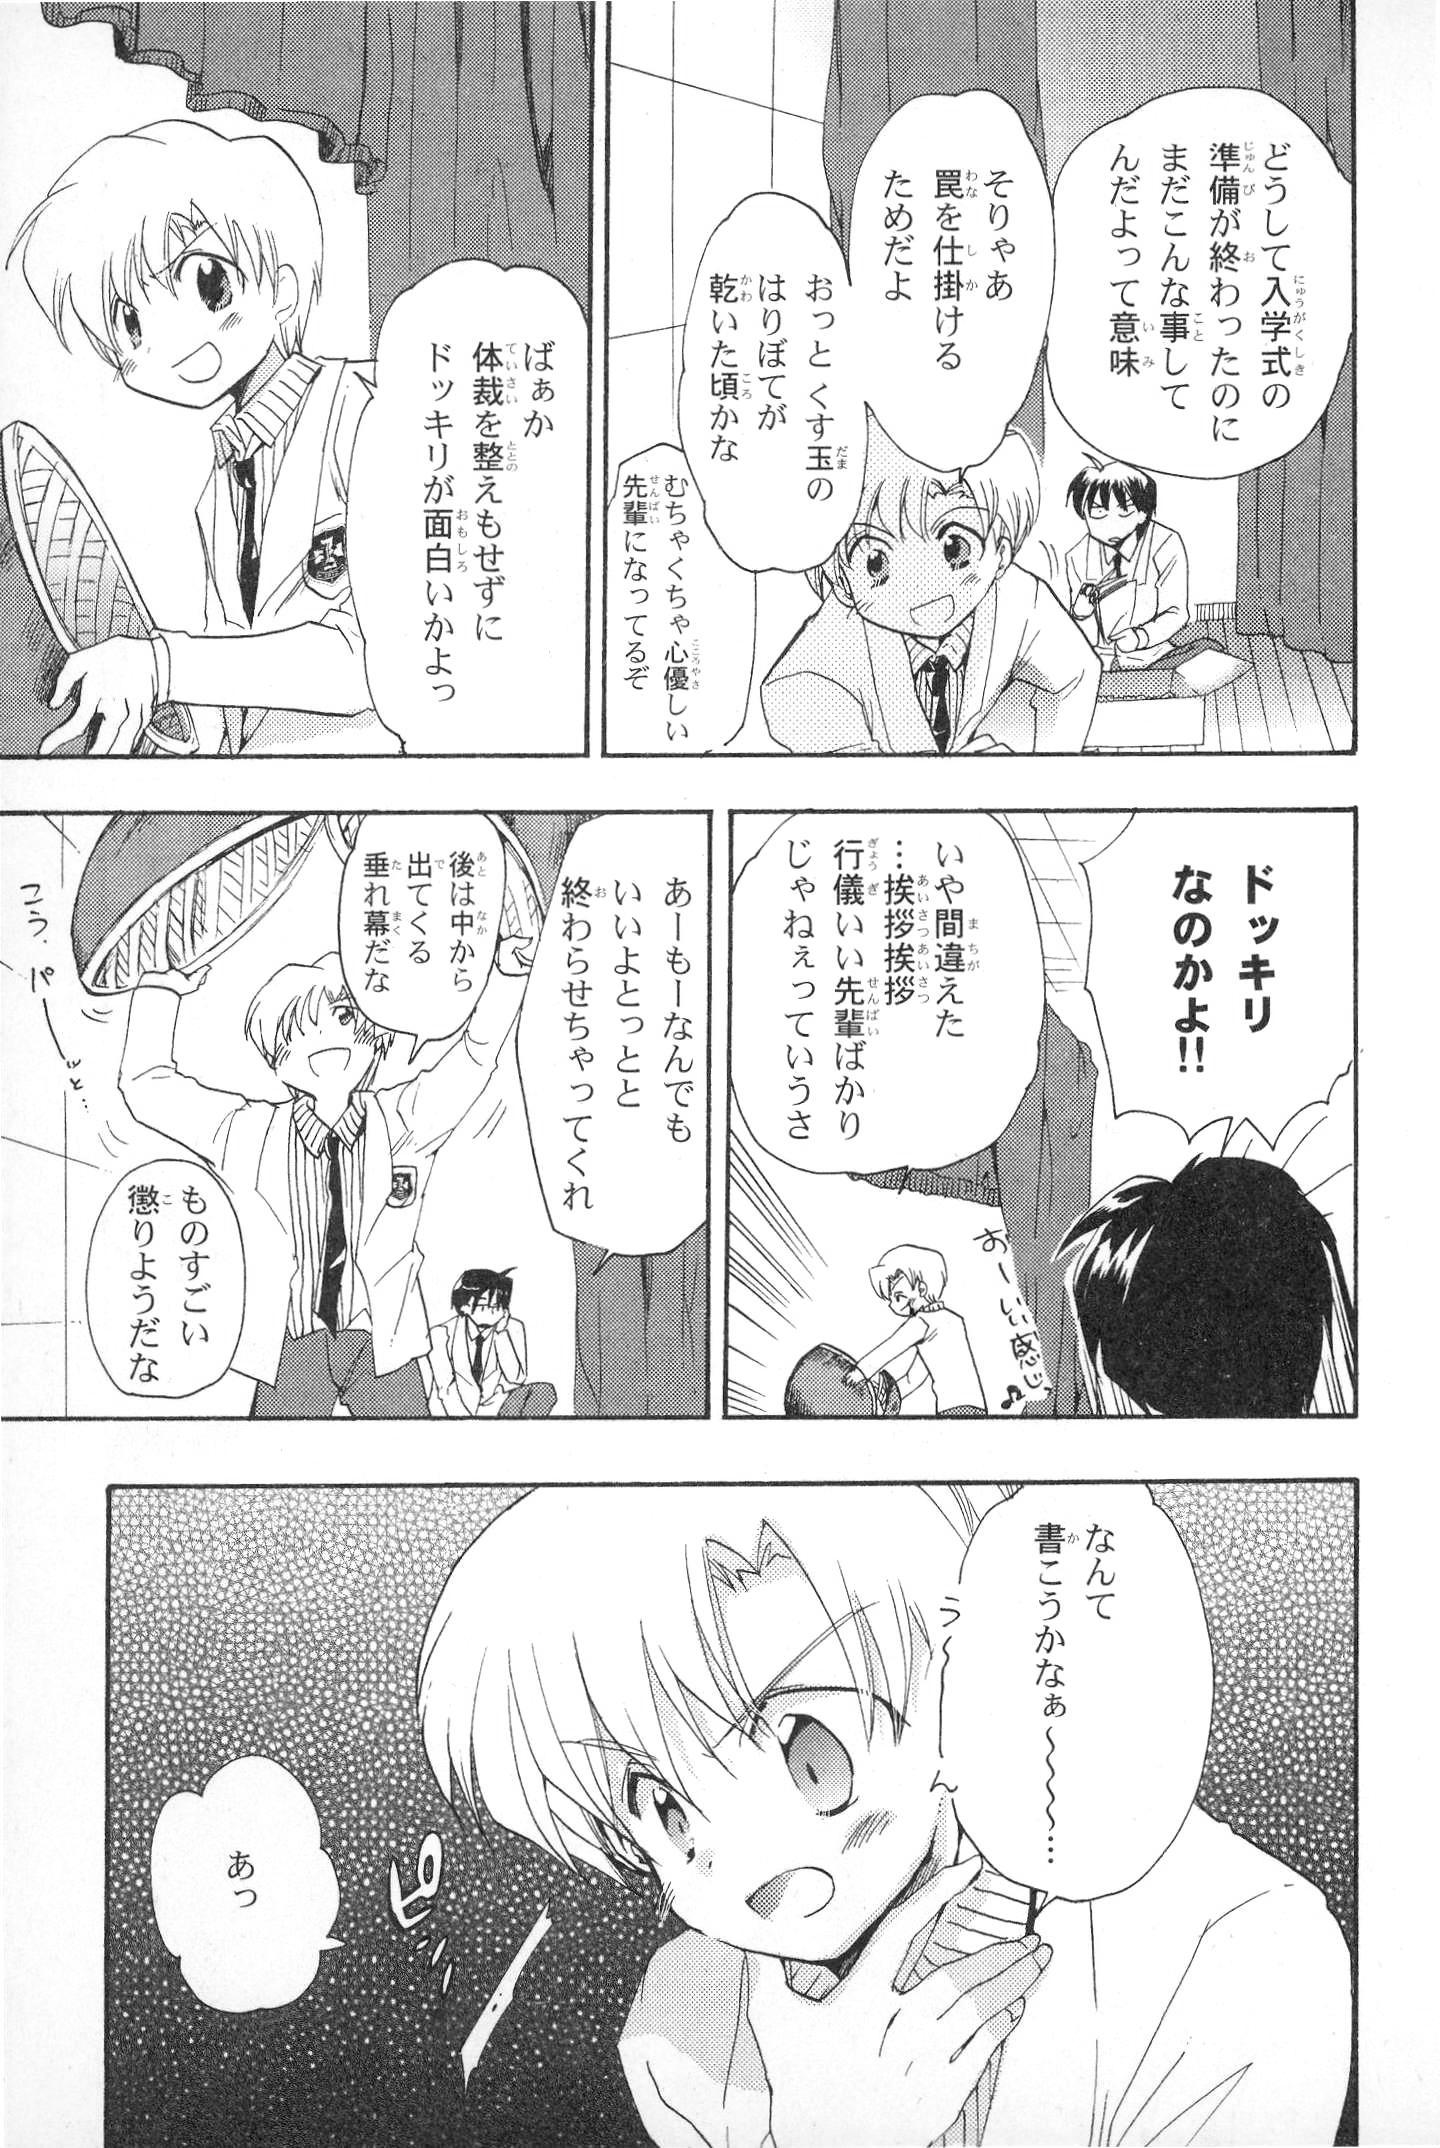 どうして入学式の
準備が終わったのに
まだこんな事して
んだよって意味
そりゃあ
罠を仕掛ける
ためだよ
おっとくす玉の
はりぼてが
乾いた頃かな
むちゃくちゃ心優しい
先輩になってるぞ
ばぁか
体裁を整えもせずに
ドッキリが面白いかよっ
ドッキリ
なのかよ!!
いや間違えた
…挨拶挨拶
行儀いい先輩ばかり
じゃねぇっていうさ
おーいい感じ♪
あーもーなんでも
いいよとっとと
終わらせちゃってくれ
後は中から
出てくる
垂れ幕だな
こう、パーッと…
ものすごい
懲りようだな
なんて
書こうかなぁ〜〜〜〜…
う〜〜ん
ピ
あっ